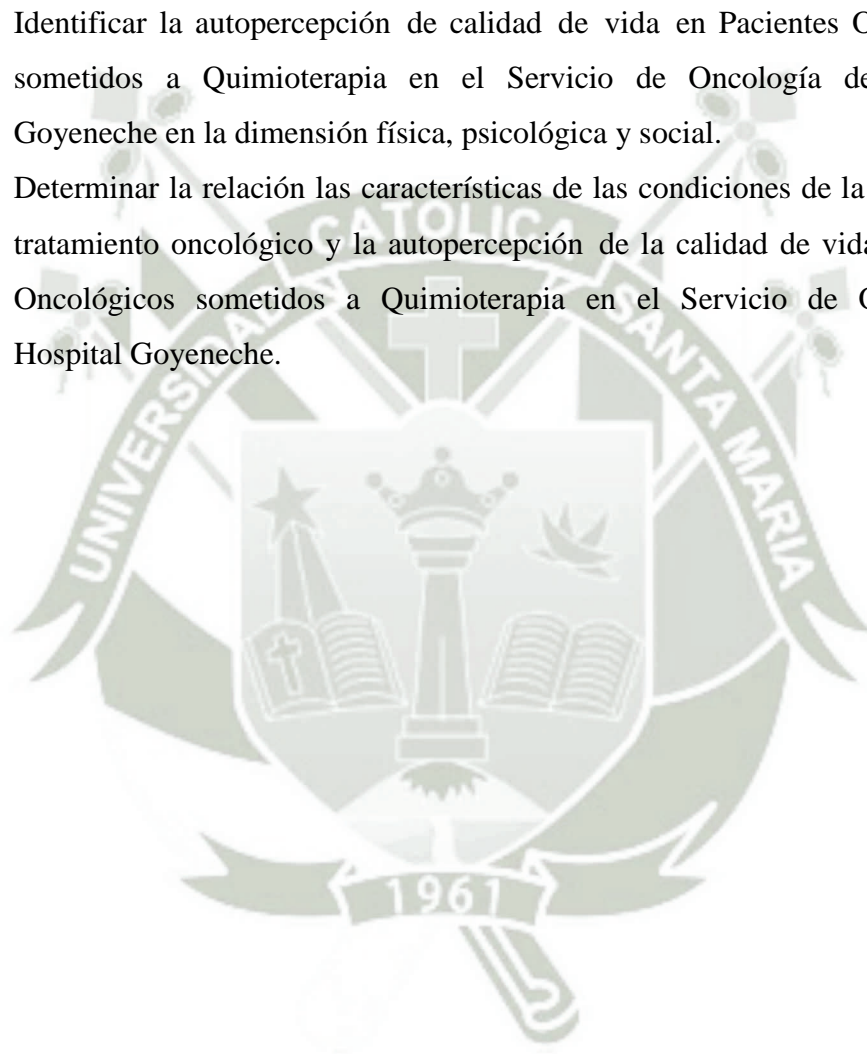 Identificar la autopercepción de calidad de vida en Pacientes
sometidos a Quimioterapia en el Servicio de Oncología
Goyeneche en la dimensión física, psicológica y social.
Determinar la relación las características de las condiciones de la
tratamiento oncológico y la autopercepción de la calidad de vida
Oncológicos sometidos a Quimioterapia en el Servicio de
Hospital Goyeneche.
UNIVERSIDAD CATOLICA SANTA MARIA
1961